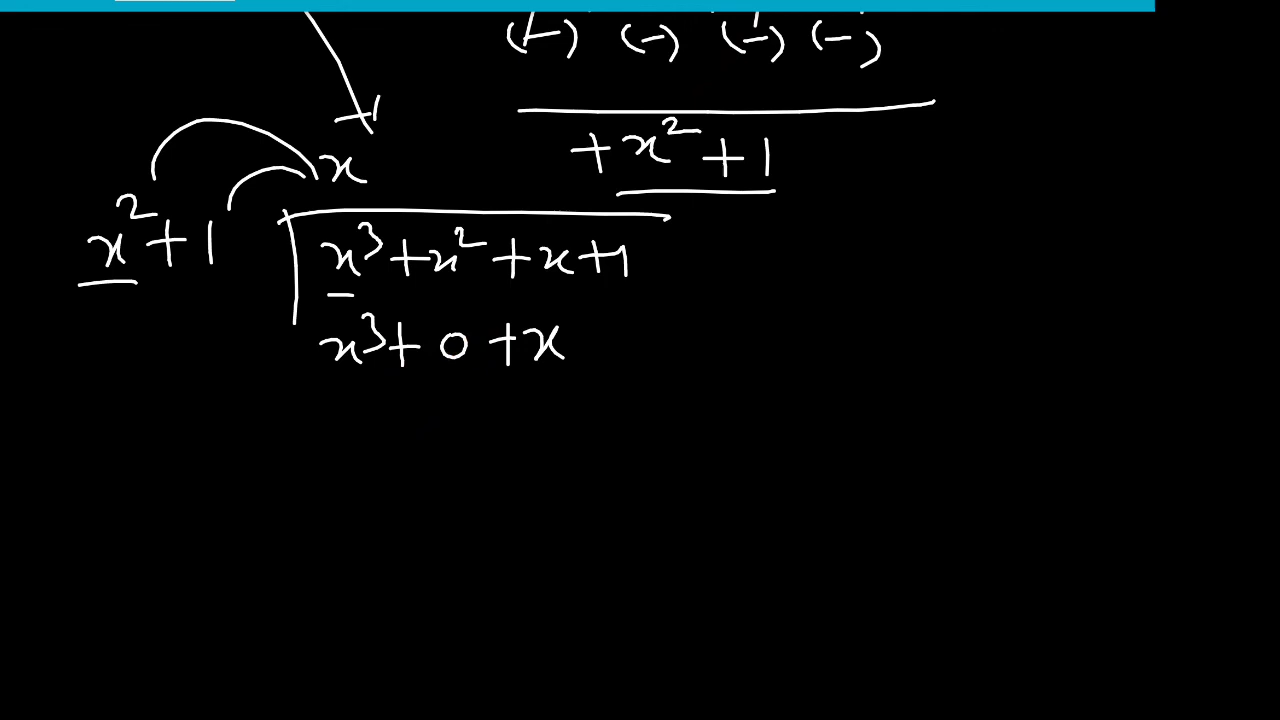 (-) (-) (-) (-)
+x²+1
+1
x
x²+1 x³+x²+x+1
x³+0+x